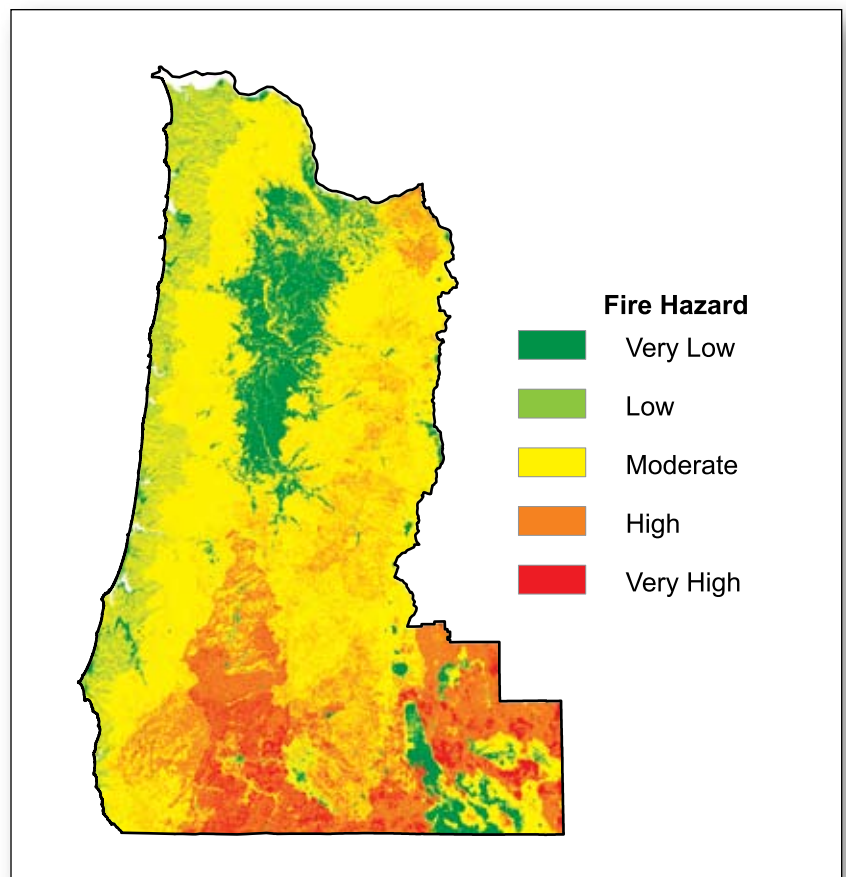 Fire Hazard
Very Low
Low
Moderate
High
Very High